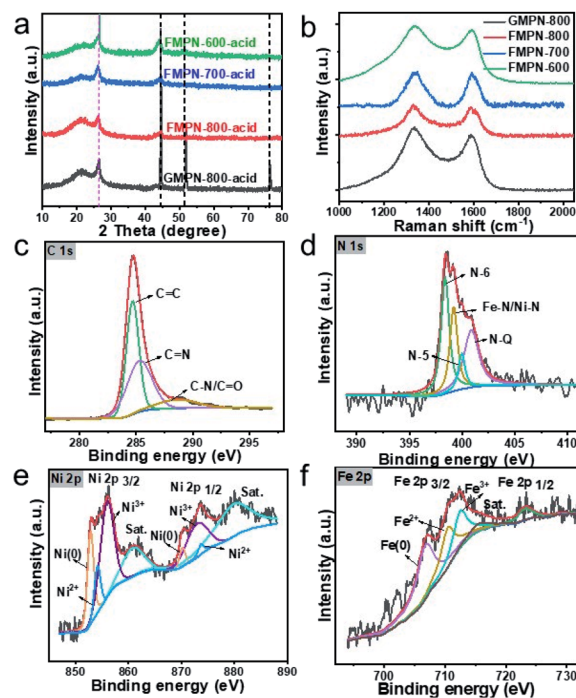 a
FMPN-600-acid
FMPN-700-acid
FMPN-800-acid
GMPN-800-acid
Intensity (a.u.)
10 20 30 40 50 60 70 80
2 Theta (degree)
b
GMPN-800
FMPN-800
FMPN-700
FMPN-600
Intensity (a.u.)
1000 1200 1400 1600 1800 2000
Raman shift (cm-1)
c
C 1s
C=C
C=N
C-N/C=O
Intensity (a.u.)
280 285 290 295
Binding energy (eV)
d
N 1s
N-6
Fe-N/Ni-N
N-Q
N-5
Intensity (a.u.)
390 395 400 405 410
Binding energy (eV)
e
Ni 2p
Ni 2p 3/2
Ni 2p 1/2
Sat.
Ni3+
Ni3+
Sat.
Ni(0)
Ni(0)
Ni2+
Ni2+
Intensity (a.u.)
850 860 870 880 890
Binding energy (eV)
f
Fe 2p
Fe 2p 3/2
Fe3+
Fe 2p 1/2
Sat.
Fe2+
Fe(0)
Intensity (a.u.)
700 710 720 730
Binding energy (eV)